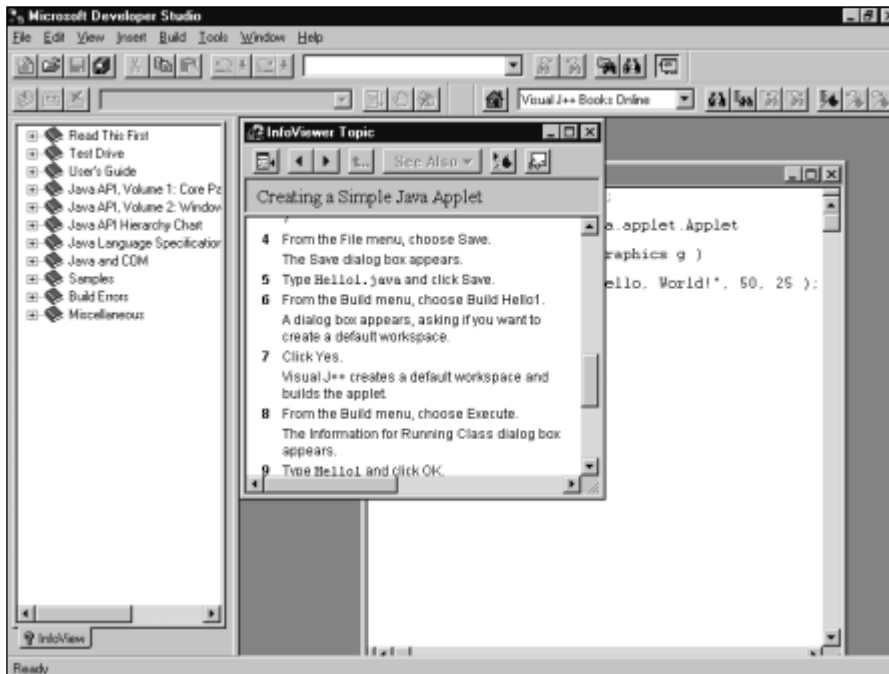 Microsoft Developer Studio
File Edit View Insert Build Tools Window Help
Visual J++ Books Online
Read This First
Test Drive
User's Guide
Java API, Volume 1: Core Pa
Java API, Volume 2: Window
Java API Hierarchy Chart
Java Language Specification
Java and COM
Samples
Build Errors
Miscellaneous
InfoView
InfoViewer Topic
See Also
Creating a Simple Java Applet
4 From the File menu, choose Save.
The Save dialog box appears.
5 Type Hello1.java and click Save.
6 From the Build menu, choose Build Hello1.
A dialog box appears, asking if you want to
create a default workspace.
7 Click Yes.
Visual J++ creates a default workspace and
builds the applet.
8 From the Build menu, choose Execute.
The Information for Running Class dialog box
appears.
9 Type Hello1 and click OK.
;
a.applet.Applet
raphics g )
ello, World!", 50, 25 );
Ready